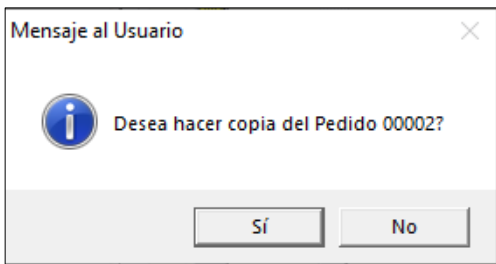 Mensaje al Usuario
Desea hacer copia del Pedido 00002?
Sí
No